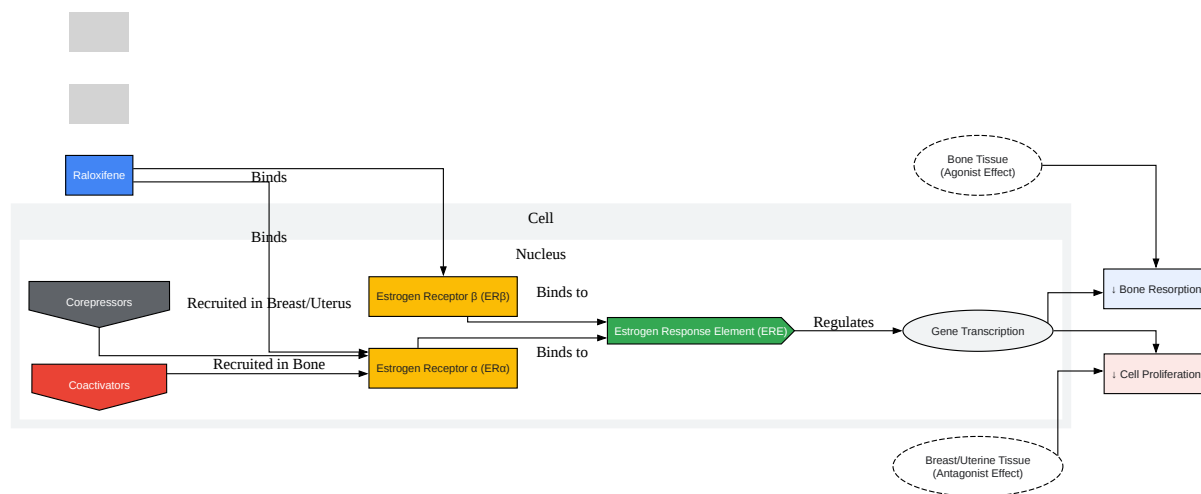 Bone Tissue
(Agonist Effect)
Raloxifene
Binds
Cell
Binds
Nucleus
Estrogen Receptor β (ERβ)
Binds to
↓ Bone Resorption
Corepressors
Recruited in Breast/Uterus
Estrogen Response Element (ERE)
Regulates
Gene Transcription
Binds to
Recruited in Bone
Estrogen Receptor α (ERα)
↓ Cell Proliferation
Coactivators
Breast/Uterine Tissue
(Antagonist Effect)